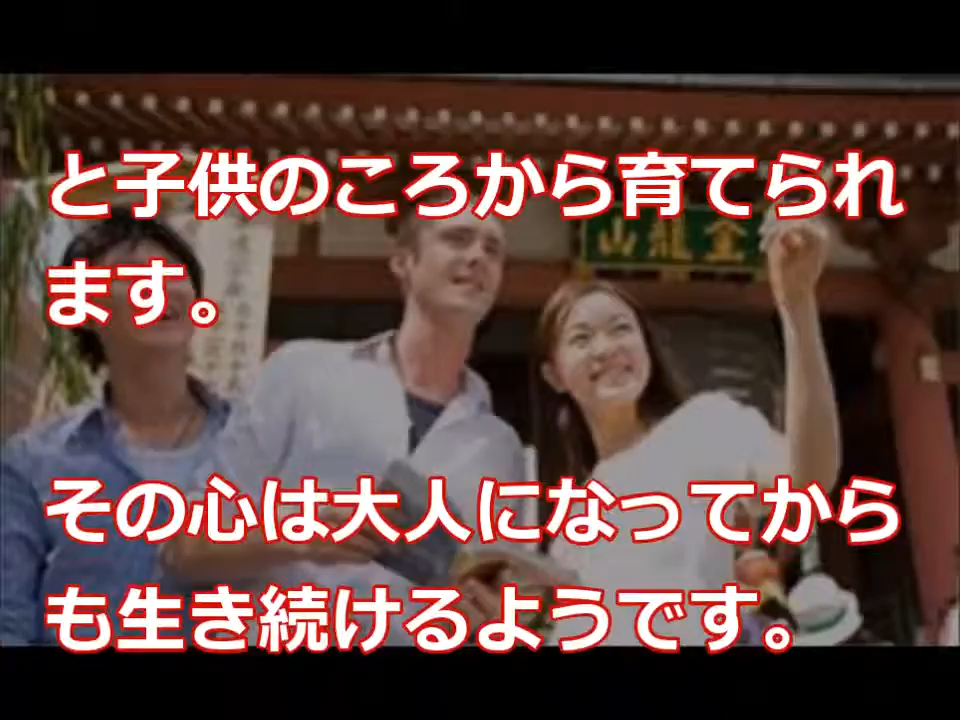 と子供のころから育てられ
山龍金
ます。
その心は大人になってから
も生き続けるようです。